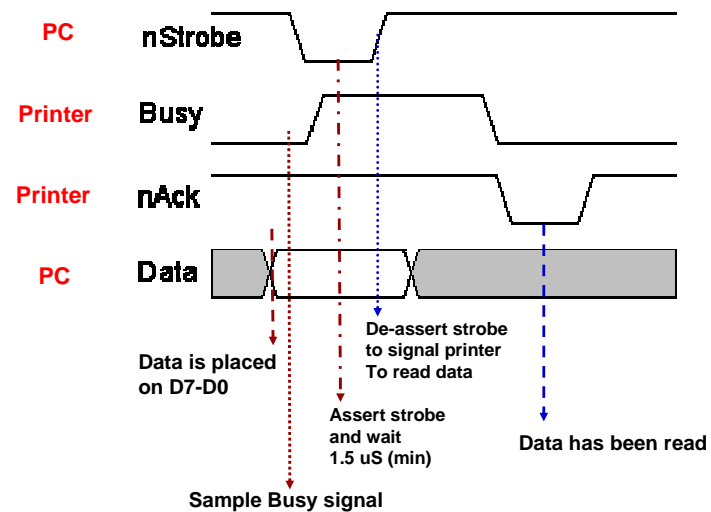 PC nStrobe
Printer Busy
Printer nAck
PC Data
Data is placed
on D7-D0
De-assert strobe
to signal printer
To read data
Assert strobe
and wait
1.5 uS (min)
Data has been read
Sample Busy signal